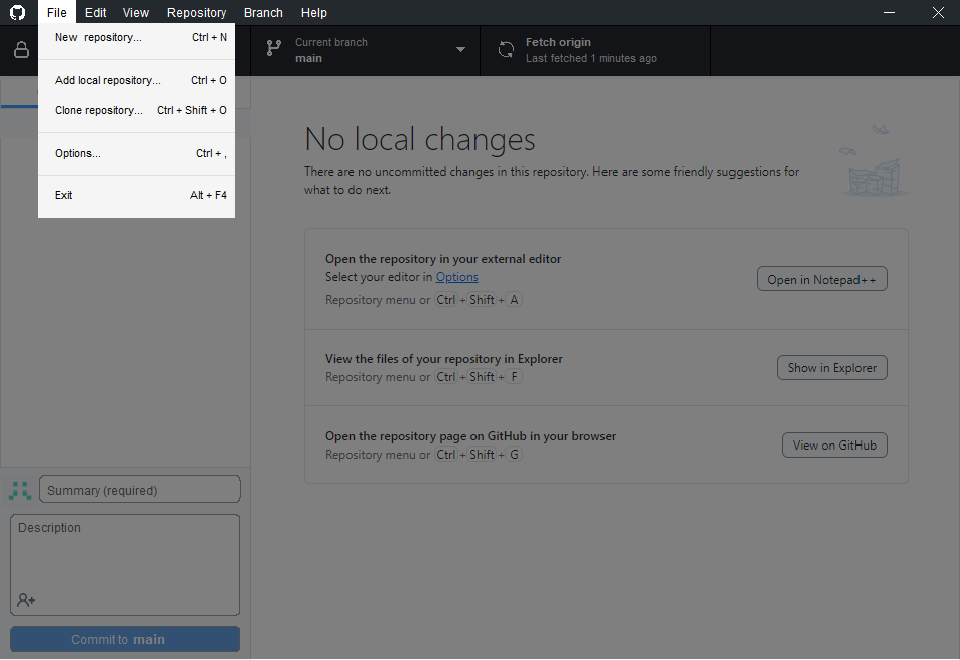 File Edit View Repository Branch Help
New repository... Ctrl + N
Add local repository... Ctrl + O
Clone repository... Ctrl + Shift + O
Options... Ctrl + ,
Exit Alt + F4
Current branch
main
Fetch origin
Last fetched 1 minutes ago
No local changes
There are no uncommitted changes in this repository. Here are some friendly suggestions for
what to do next.
Open the repository in your external editor
Select your editor in Options
Repository menu or Ctrl + Shift + A
Open in Notepad++
View the files of your repository in Explorer
Repository menu or Ctrl + Shift + F
Show in Explorer
Open the repository page on GitHub in your browser
Repository menu or Ctrl + Shift + G
View on GitHub
Summary (required)
Description
Commit to main